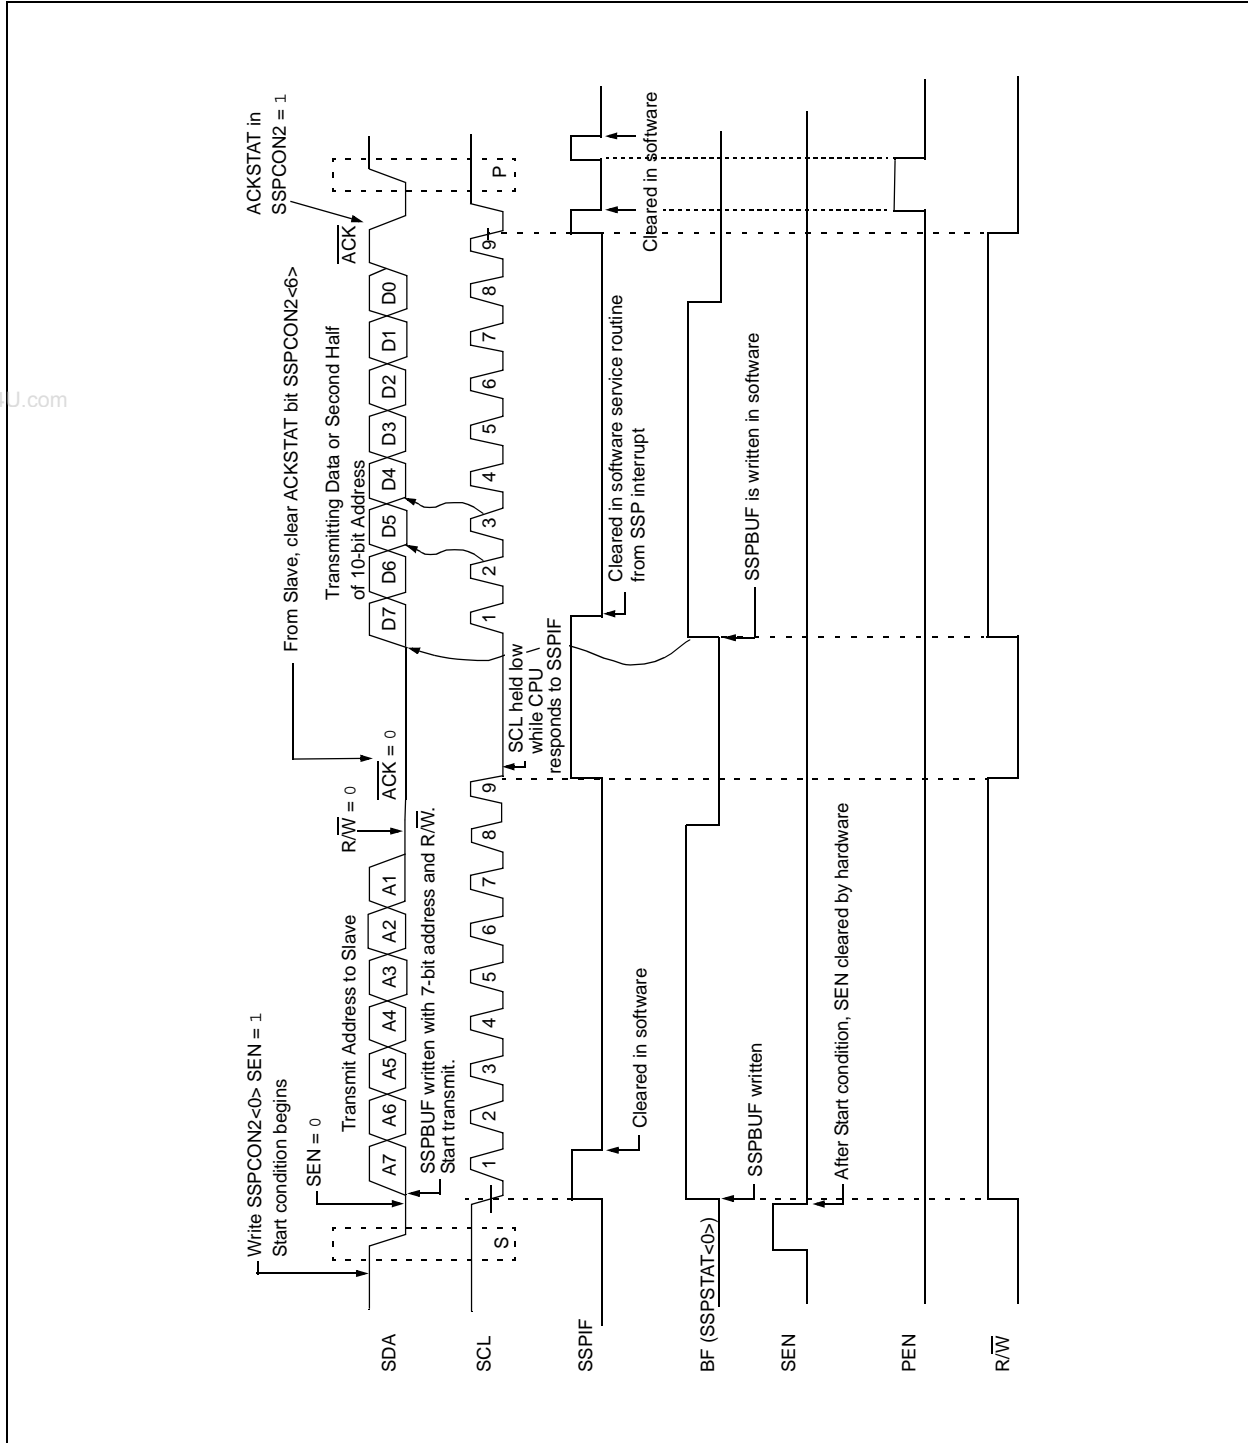 Write SSPCON2<0> SEN = 1
Start condition begins
SEN = 0
Transmit Address to Slave
R/W̅ = 0
From Slave, clear ACKSTAT bit SSPCON2<6>
A̅C̅K̅ = 0
Transmitting Data or Second Half
of 10-bit Address
ACKSTAT in
SSPCON2 = 1
A̅C̅K̅
SDA
A7 A6 A5 A4 A3 A2 A1
D7 D6 D5 D4 D3 D2 D1 D0
SSPBUF written with 7-bit address and R/W̅.
Start transmit.
SCL
S
1 2 3 4 5 6 7 8 9
1 2 3 4 5 6 7 8 9
P
SCL held low
while CPU
responds to SSPIF
SSPIF
Cleared in software
Cleared in software service routine
from SSP interrupt
Cleared in software
BF (SSPSTAT<0>)
SSPBUF written
SSPBUF is written in software
SEN
After Start condition, SEN cleared by hardware
PEN
R/W̅
U.com